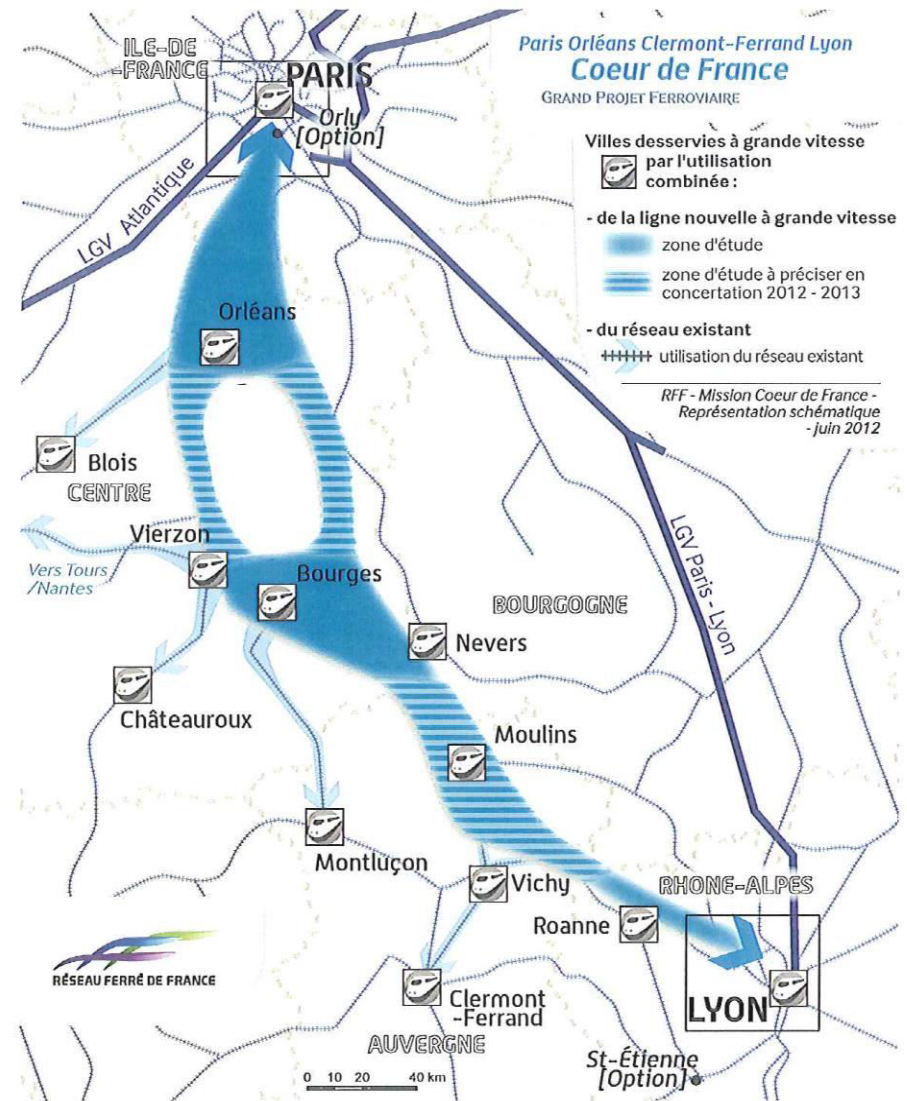 Paris Orléans Clermont-Ferrand Lyon
Coeur de France
GRAND PROJET FERROVIAIRE
Villes desservies à grande vitesse
par l'utilisation
combinée :
- de la ligne nouvelle à grande vitesse
zone d'étude
zone d'étude à préciser en
concertation 2012 - 2013
- du réseau existant
utilisation du réseau existant
RFF - Mission Coeur de France -
Représentation schématique
- juin 2012
ILE-DE
-FRANCE
PARIS
Orly
[Option]
LGV Atlantique
Orléans
Blois
CENTRE
Vierzon
Vers Tours
/Nantes
Bourges
BOURGOGNE
LGV Paris - Lyon
Nevers
Châteauroux
Moulins
Montluçon
Vichy
RHONE-ALPES
Roanne
RÉSEAU FERRÉ DE FRANCE
Clermont
-Ferrand
LYON
AUVERGNE
St-Étienne
[Option]
0 10 20 40 km